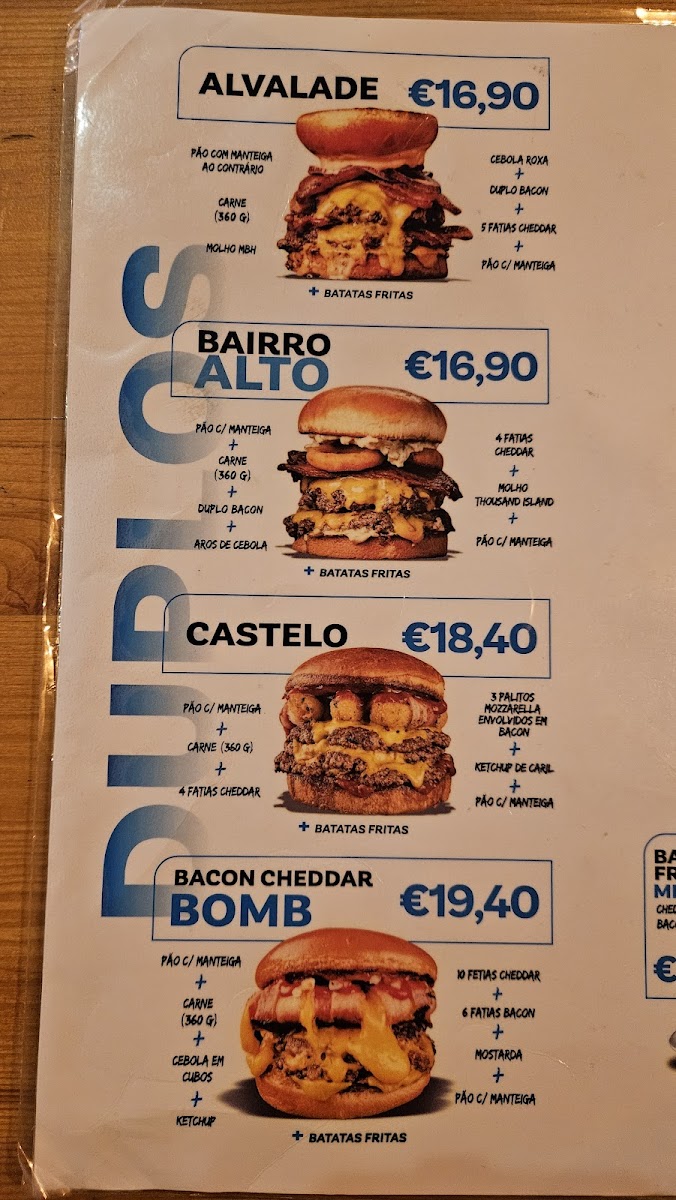 DUPLOS
ALVALADE €16,90
PÃO COM MANTEIGA
AO CONTRÁRIO
CARNE
(360 G)
MOLHO MBH
CEBOLA ROXA
+
DUPLO BACON
+
5 FATIAS CHEDDAR
+
PÃO C/ MANTEIGA
+ BATATAS FRITAS
BAIRRO
ALTO
€16,90
PÃO C/ MANTEIGA
+
CARNE
(360 G)
+
DUPLO BACON
+
AROS DE CEBOLA
4 FATIAS
CHEDDAR
+
MOLHO
THOUSAND ISLAND
+
PÃO C/ MANTEIGA
+ BATATAS FRITAS
CASTELO €18,40
PÃO C/ MANTEIGA
+
CARNE (360 G)
+
4 FATIAS CHEDDAR
3 PALITOS
MOZZARELLA
ENVOLVIDOS EM
BACON
+
KETCHUP DE CARIL
+
PÃO C/ MANTEIGA
+ BATATAS FRITAS
BACON CHEDDAR
BOMB
€19,40
PÃO C/ MANTEIGA
+
CARNE
(360 G)
+
CEBOLA EM
CUBOS
+
KETCHUP
10 FETIAS CHEDDAR
+
6 FATIAS BACON
+
MOSTARDA
+
PÃO C/ MANTEIGA
+ BATATAS FRITAS
€